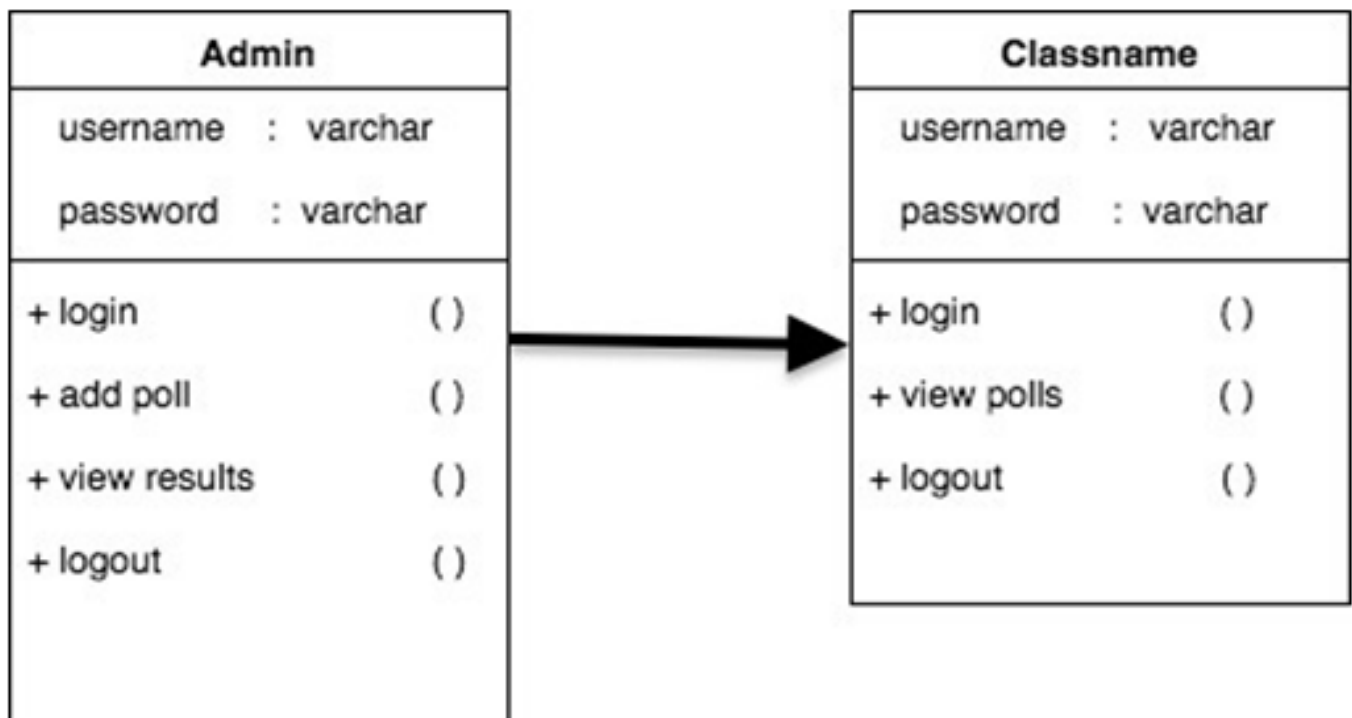 Admin
username : varchar
password : varchar
+ login ( )
+ add poll ( )
+ view results ( )
+ logout ( )
Classname
username : varchar
password : varchar
+ login ( )
+ view polls ( )
+ logout ( )